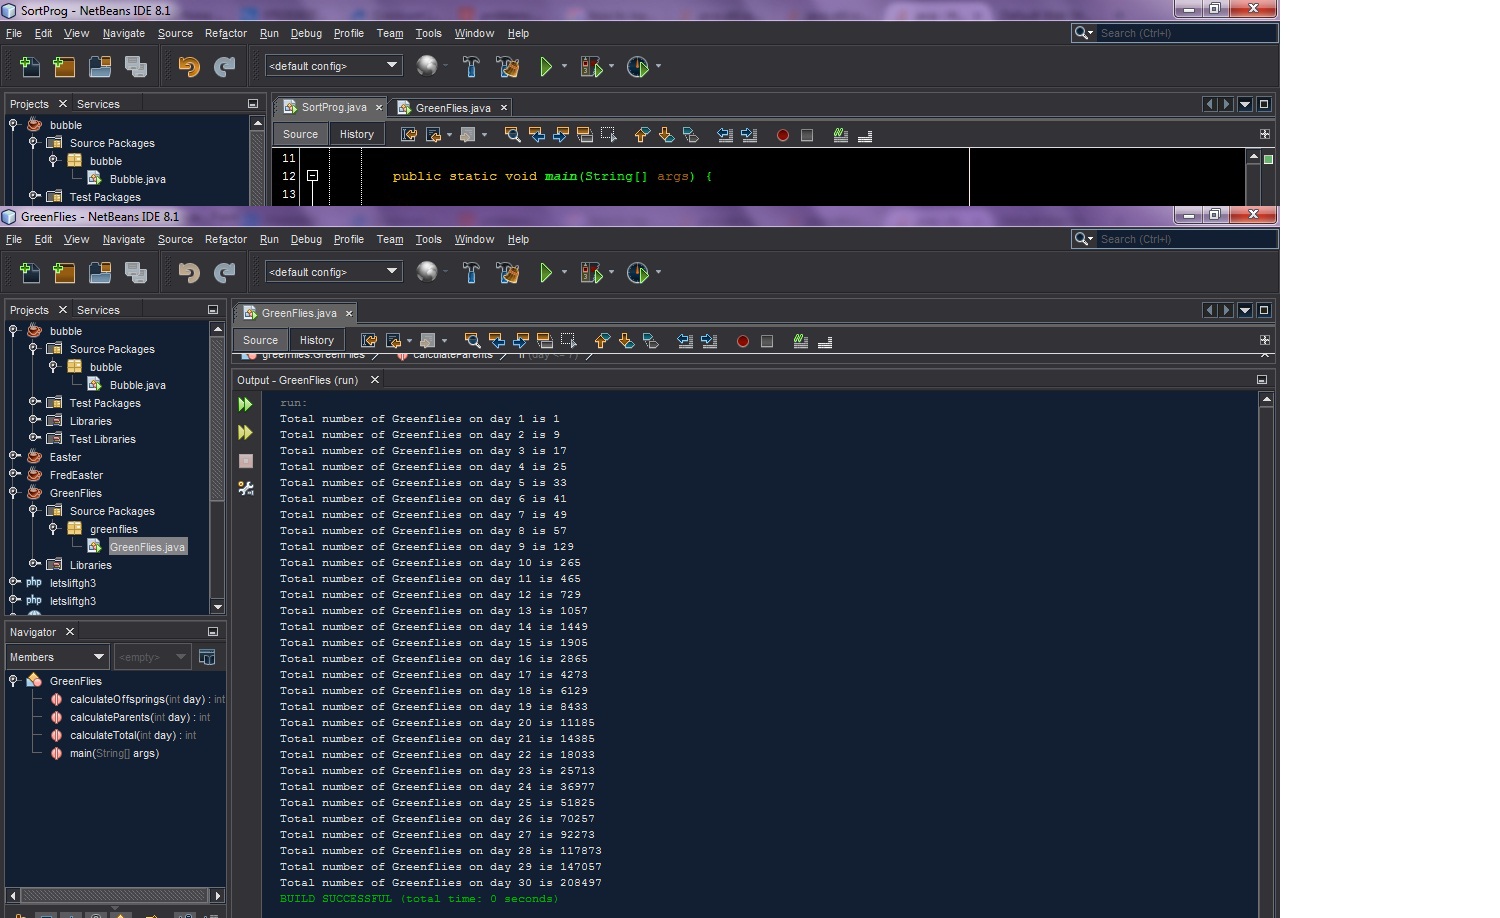 SortProg - NetBeans IDE 8.1
File Edit View Navigate Source Refactor Run Debug Profile Team Tools Window Help
Search (Ctrl+I)
<default config>
Projects Services
SortProg.java GreenFlies.java
bubble
Source Packages
bubble
Bubble.java
Test Packages
Source History
11
12 public static void main(String[] args) {
13
GreenFlies - NetBeans IDE 8.1
File Edit View Navigate Source Refactor Run Debug Profile Team Tools Window Help
Search (Ctrl+I)
<default config>
Projects Services
bubble
Source Packages
bubble
Bubble.java
Test Packages
Libraries
Test Libraries
Easter
FredEaster
GreenFlies
Source Packages
greenflies
GreenFlies.java
Libraries
php letsliftgh3
php letsliftgh3
Navigator
Members <empty>
GreenFlies
calculateOffsprings(int day) : int
calculateParents(int day) : int
calculateTotal(int day) : int
main(String[] args)
GreenFlies.java
Source History
greenflies.GreenFlies calculateParents if (day <= 7)
Output - GreenFlies (run)
run:
Total number of Greenflies on day 1 is 1
Total number of Greenflies on day 2 is 9
Total number of Greenflies on day 3 is 17
Total number of Greenflies on day 4 is 25
Total number of Greenflies on day 5 is 33
Total number of Greenflies on day 6 is 41
Total number of Greenflies on day 7 is 49
Total number of Greenflies on day 8 is 57
Total number of Greenflies on day 9 is 129
Total number of Greenflies on day 10 is 265
Total number of Greenflies on day 11 is 465
Total number of Greenflies on day 12 is 729
Total number of Greenflies on day 13 is 1057
Total number of Greenflies on day 14 is 1449
Total number of Greenflies on day 15 is 1905
Total number of Greenflies on day 16 is 2865
Total number of Greenflies on day 17 is 4273
Total number of Greenflies on day 18 is 6129
Total number of Greenflies on day 19 is 8433
Total number of Greenflies on day 20 is 11185
Total number of Greenflies on day 21 is 14385
Total number of Greenflies on day 22 is 18033
Total number of Greenflies on day 23 is 25713
Total number of Greenflies on day 24 is 36977
Total number of Greenflies on day 25 is 51825
Total number of Greenflies on day 26 is 70257
Total number of Greenflies on day 27 is 92273
Total number of Greenflies on day 28 is 117873
Total number of Greenflies on day 29 is 147057
Total number of Greenflies on day 30 is 208497
BUILD SUCCESSFUL (total time: 0 seconds)